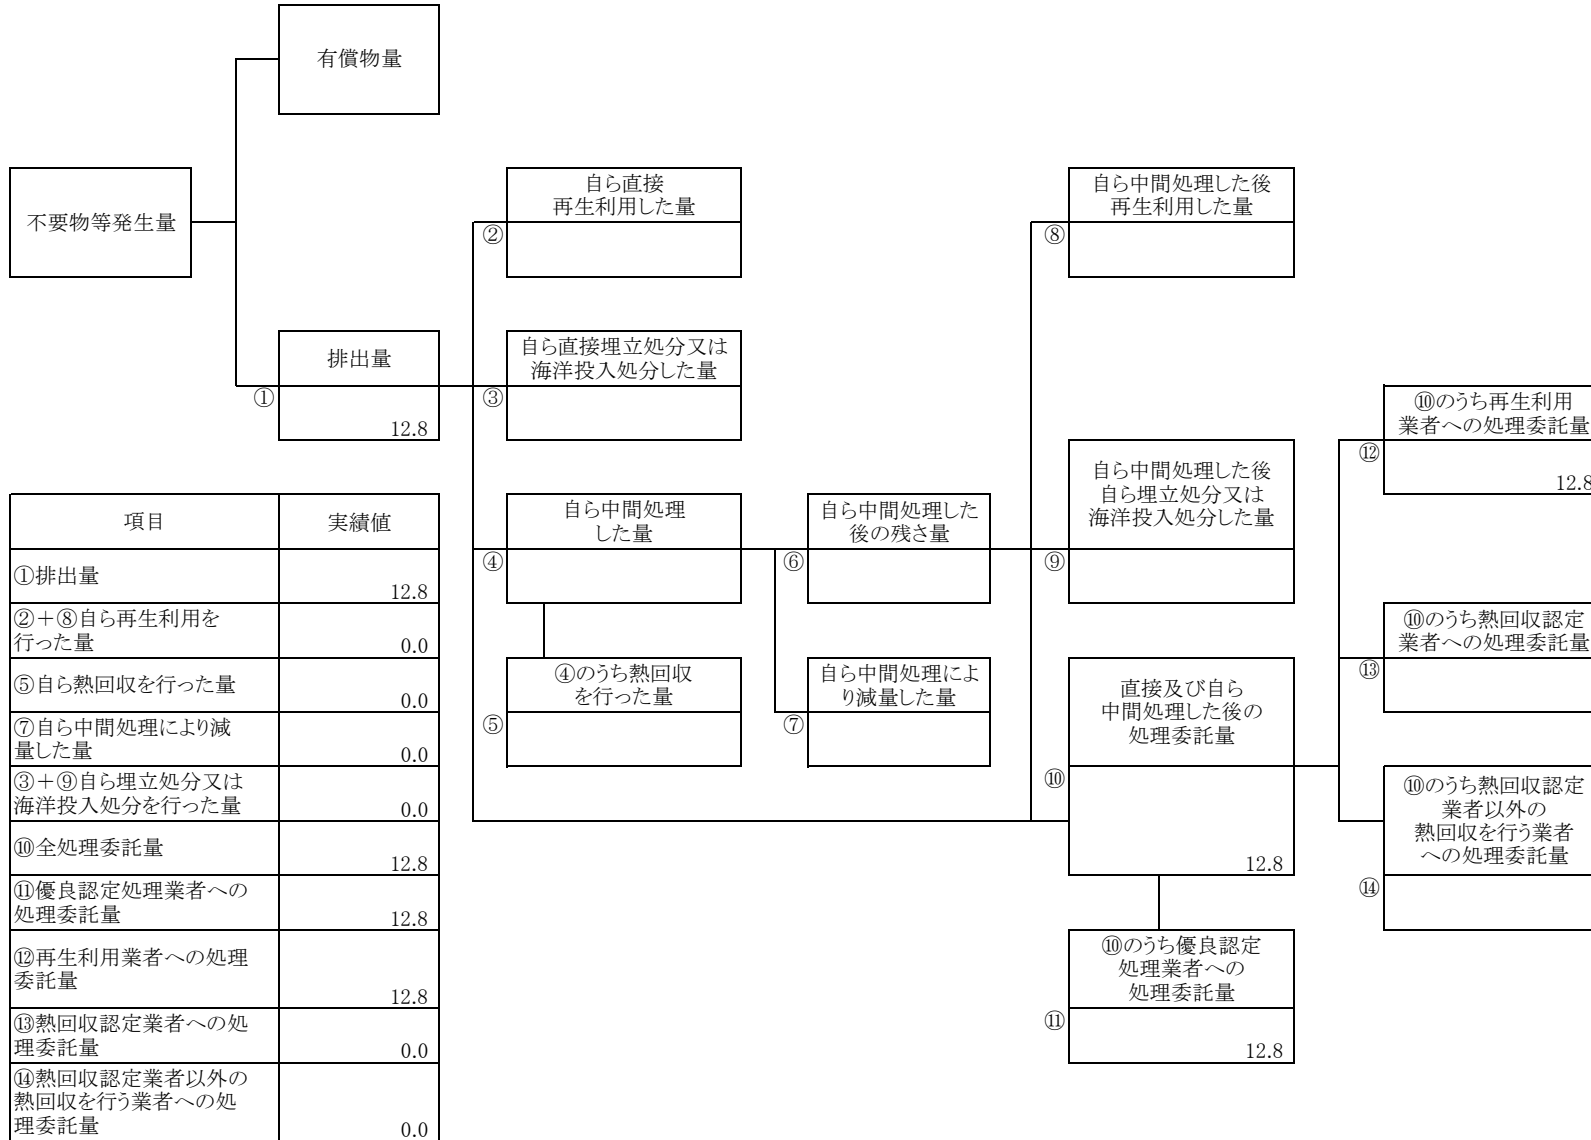 有償物量
不要物等発生量
自ら直接
再生利用した量
②
自ら中間処理した後
再生利用した量
⑧
排出量
①
12.8
自ら直接埋立処分又は
海洋投入処分した量
③
⑩のうち再生利用
業者への処理委託量
⑫
12.8
自ら中間処理
した量
④
自ら中間処理した
後の残さ量
⑥
自ら中間処理した後
自ら埋立処分又は
海洋投入処分した量
⑨
⑩のうち熱回収認定
業者への処理委託量
⑬
④のうち熱回収
を行った量
⑤
自ら中間処理によ
り減量した量
⑦
直接及び自ら
中間処理した後の
処理委託量
⑩
12.8
⑩のうち熱回収認定
業者以外の
熱回収を行う業者
への処理委託量
⑭
⑩のうち優良認定
処理業者への
処理委託量
⑪
12.8
項目 実績値
①排出量
12.8
②+⑧自ら再生利用を
行った量
0.0
⑤自ら熱回収を行った量
0.0
⑦自ら中間処理により減
量した量
0.0
③+⑨自ら埋立処分又は
海洋投入処分を行った量
0.0
⑩全処理委託量
12.8
⑪優良認定処理業者への
処理委託量
12.8
⑫再生利用業者への処理
委託量
12.8
⑬熱回収認定業者への処
理委託量
0.0
⑭熱回収認定業者以外の
熱回収を行う業者への処
理委託量
0.0